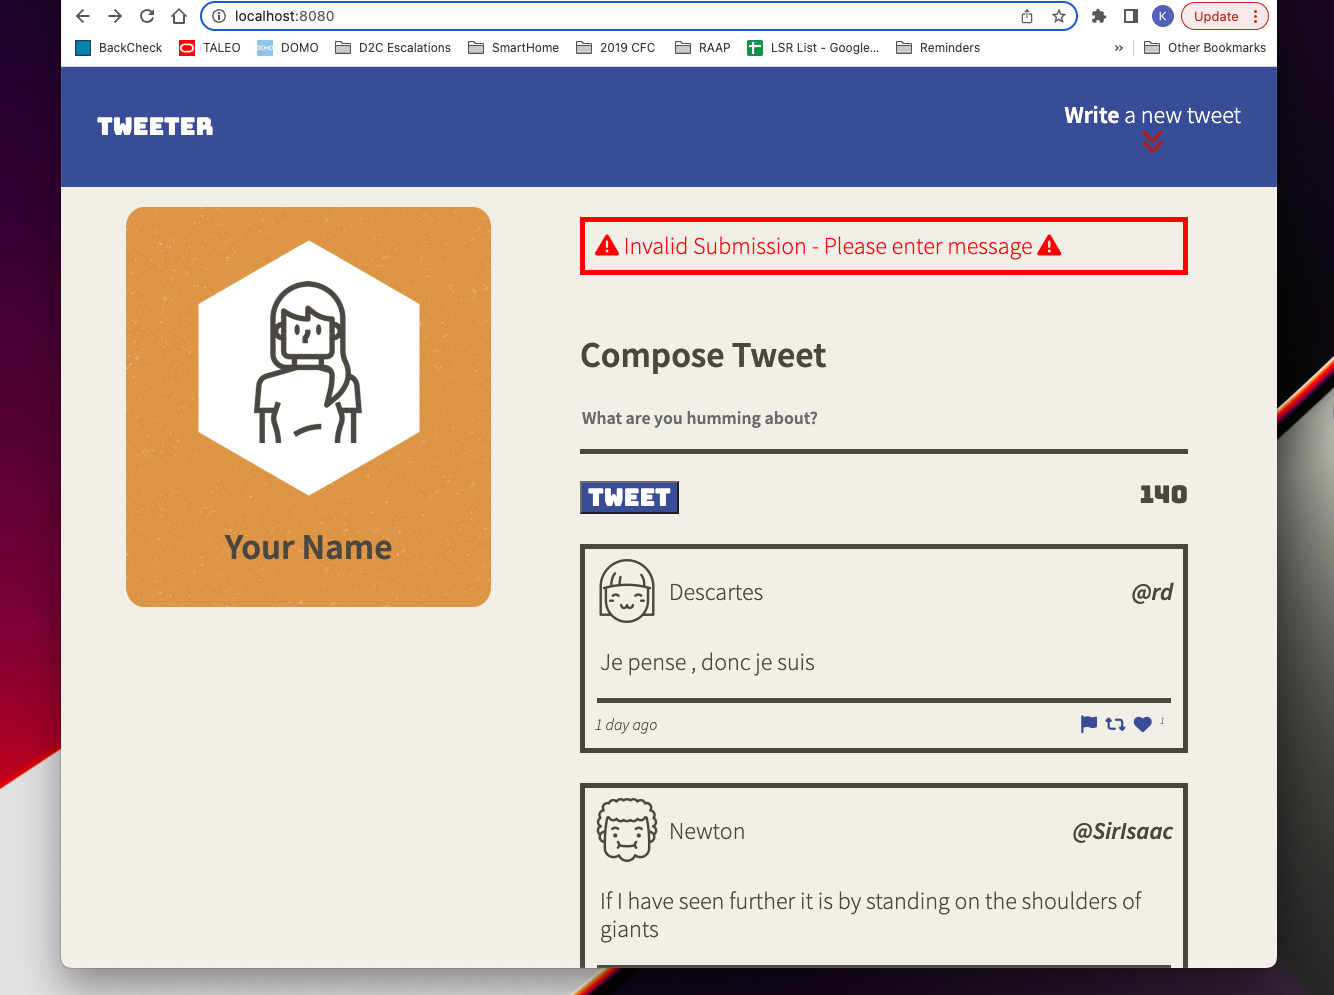 localhost:8080
K
Update
BackCheck
TALEO
DOMO
DOMO
D2C Escalations
SmartHome
2019 CFC
RAAP
LSR List - Google...
Reminders
»
Other Bookmarks
TWEETER
Write a new tweet
Invalid Submission - Please enter message
Your Name
Compose Tweet
What are you humming about?
TWEET
140
Descartes
@rd
Je pense , donc je suis
1 day ago
1
Newton
@SirIsaac
If I have seen further it is by standing on the shoulders of
giants